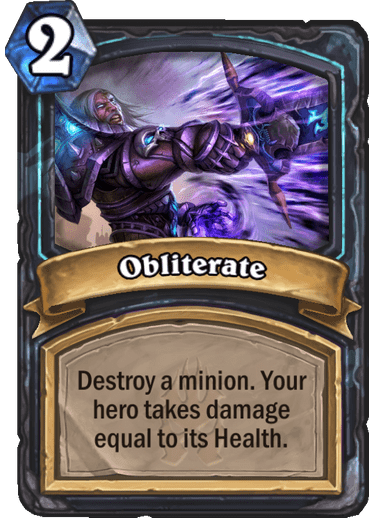 2
Obliterate
Destroy a minion. Your
hero takes damage
equal to its Health.